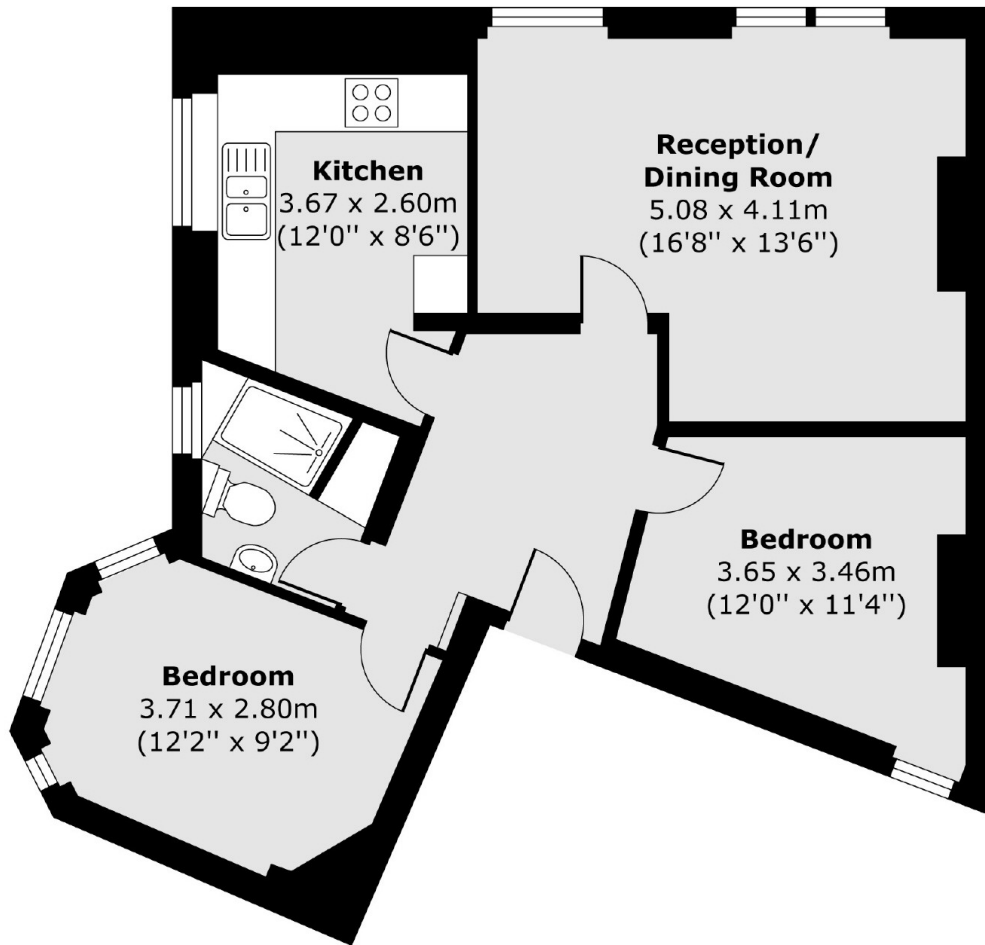 Kitchen
3.67 x 2.60m
(12'0'' x 8'6'')
Reception/
Dining Room
5.08 x 4.11m
(16'8'' x 13'6'')
Bedroom
3.65 x 3.46m
(12'0'' x 11'4'')
Bedroom
3.71 x 2.80m
(12'2'' x 9'2'')